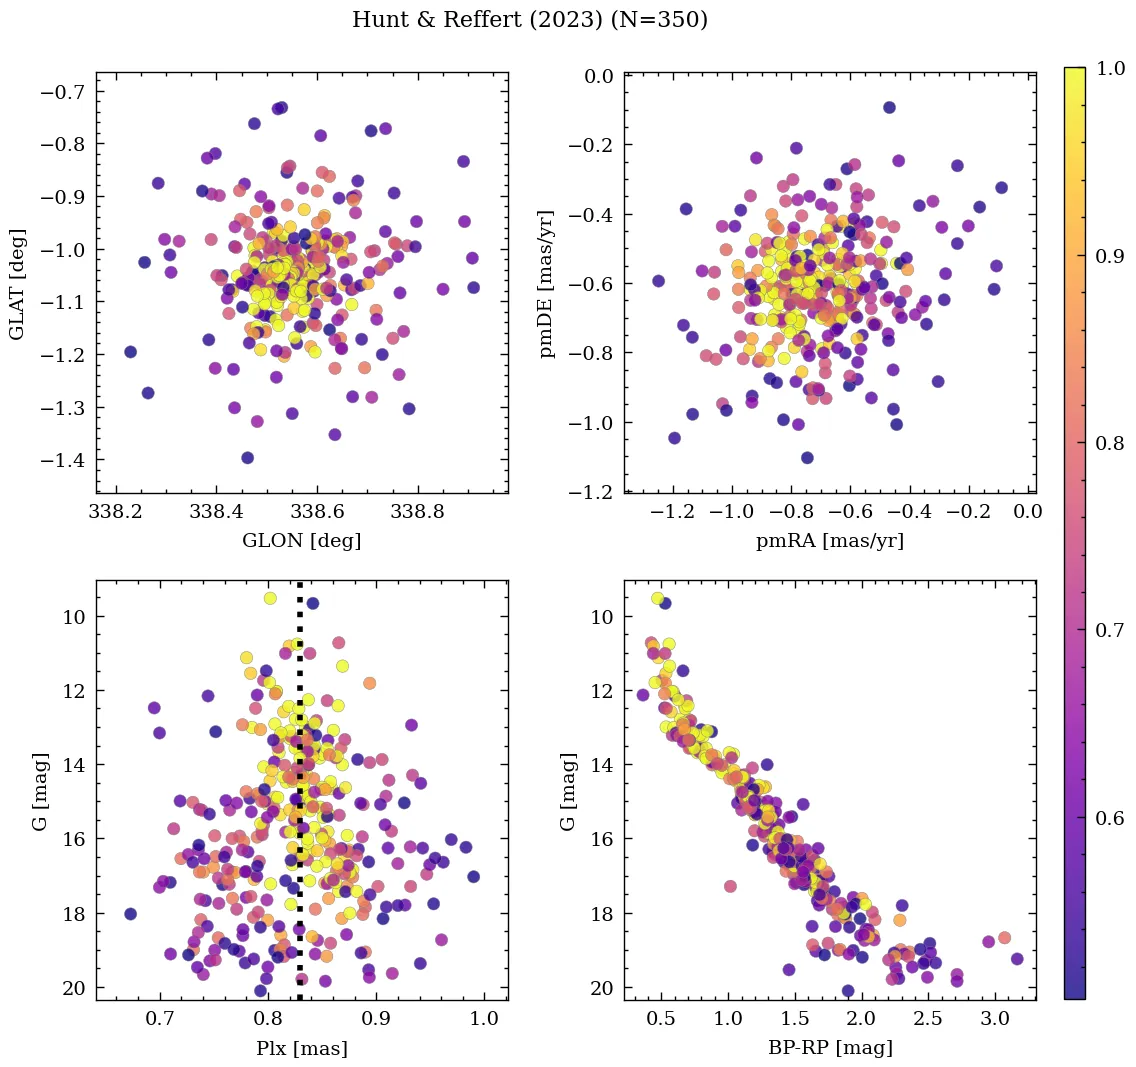 Hunt & Reffert (2023) (N=350)
−0.7
−0.8
−0.9
−1.0
−1.1
−1.2
−1.3
−1.4
GLAT [deg]
338.2 338.4 338.6 338.8
GLON [deg]
0.0
−0.2
−0.4
−0.6
−0.8
−1.0
−1.2
pmDE [mas/yr]
−1.2 −1.0 −0.8 −0.6 −0.4 −0.2 0.0
pmRA [mas/yr]
1.0
0.9
0.8
0.7
0.6
10
12
14
16
18
20
G [mag]
0.7 0.8 0.9 1.0
Plx [mas]
10
12
14
16
18
20
G [mag]
0.5 1.0 1.5 2.0 2.5 3.0
BP-RP [mag]